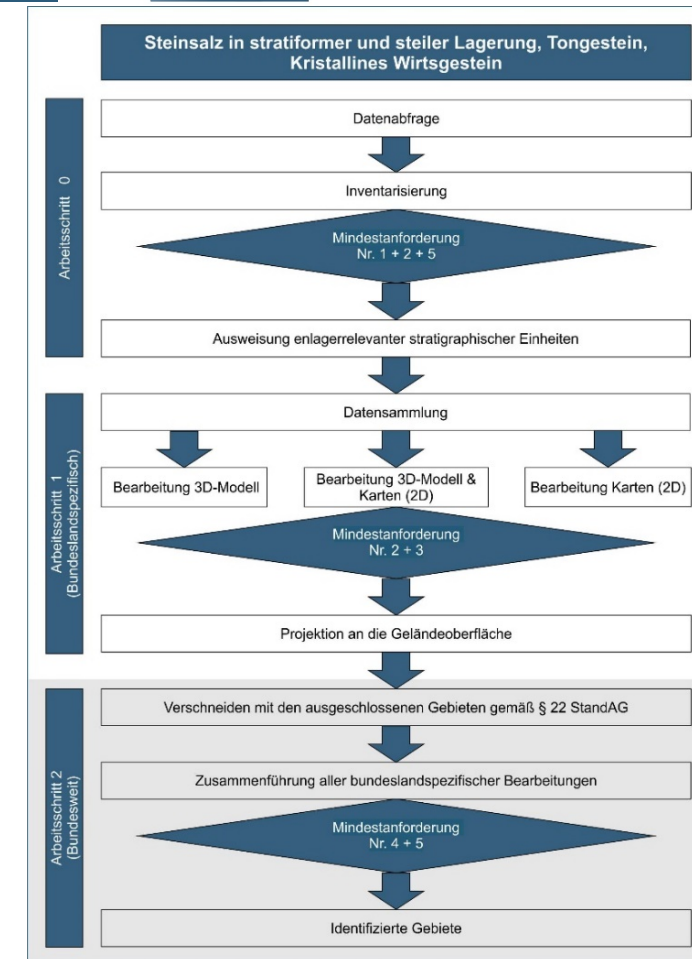 Steinsalz in stratiformer und steiler Lagerung, Tongestein,
Kristallines Wirtsgestein
Arbeitsschritt 0
Datenabfrage
Inventarisierung
Mindestanforderung
Nr. 1 + 2 + 5
Ausweisung enlagerrelevanter stratigraphischer Einheiten
Arbeitsschritt 1
(Bundeslandspezifisch)
Datensammlung
Bearbeitung 3D-Modell
Bearbeitung 3D-Modell &
Karten (2D)
Bearbeitung Karten (2D)
Mindestanforderung
Nr. 2 + 3
Projektion an die Geländeoberfläche
Arbeitsschritt 2
(Bundesweit)
Verschneiden mit den ausgeschlossenen Gebieten gemäß § 22 StandAG
Zusammenführung aller bundeslandspezifischer Bearbeitungen
Mindestanforderung
Nr. 4 + 5
Identifizierte Gebiete